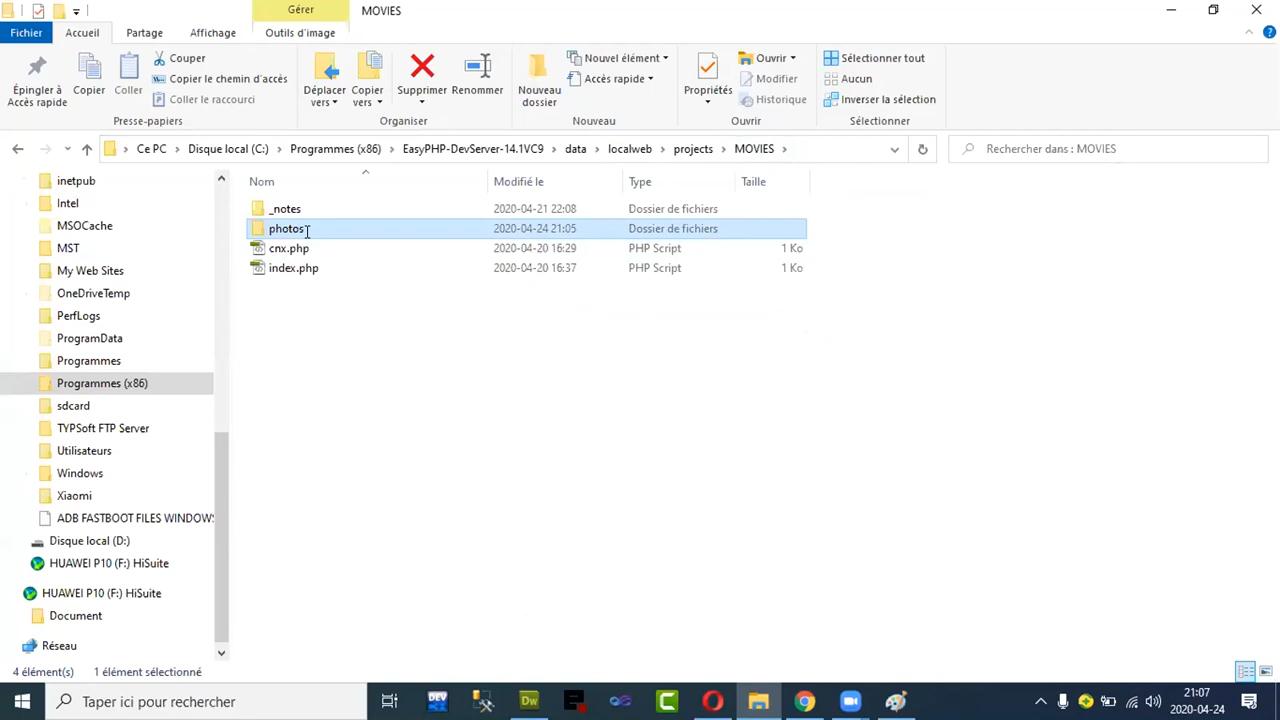 Gérer
MOVIES
Fichier
Accueil
Partage
Affichage
Outils d'image
Épingler à
Accès rapide
Copier
Coller
Couper
Copier le chemin d'accès
Coller le raccourci
Presse-papiers
Déplacer
vers
Copier
vers
Supprimer
Renommer
Organiser
Nouveau
dossier
Nouvel élément
Accès rapide
Nouveau
Propriétés
Ouvrir
Modifier
Historique
Ouvrir
Sélectionner tout
Aucun
Inverser la sélection
Sélectionner
Ce PC
Disque local (C:)
Programmes (x86)
EasyPHP-DevServer-14.1VC9
data
localweb
projects
MOVIES
Rechercher dans : MOVIES
Nom
Modifié le
Type
Taille
_notes 2020-04-21 22:08 Dossier de fichiers
photos 2020-04-24 21:05 Dossier de fichiers
cnx.php 2020-04-20 16:29 PHP Script 1 Ko
index.php 2020-04-20 16:37 PHP Script 1 Ko
inetpub
Intel
MSOCache
MST
My Web Sites
OneDriveTemp
PerfLogs
ProgramData
Programmes
Programmes (x86)
sdcard
TYPSoft FTP Server
Utilisateurs
Windows
Xiaomi
ADB FASTBOOT FILES WINDOWS
Disque local (D:)
HUAWEI P10 (F:) HiSuite
HUAWEI P10 (F:) HiSuite
Document
Réseau
4 élément(s)
1 élément sélectionné
Taper ici pour rechercher
DEV
Dw
C
21:07
2020-04-24